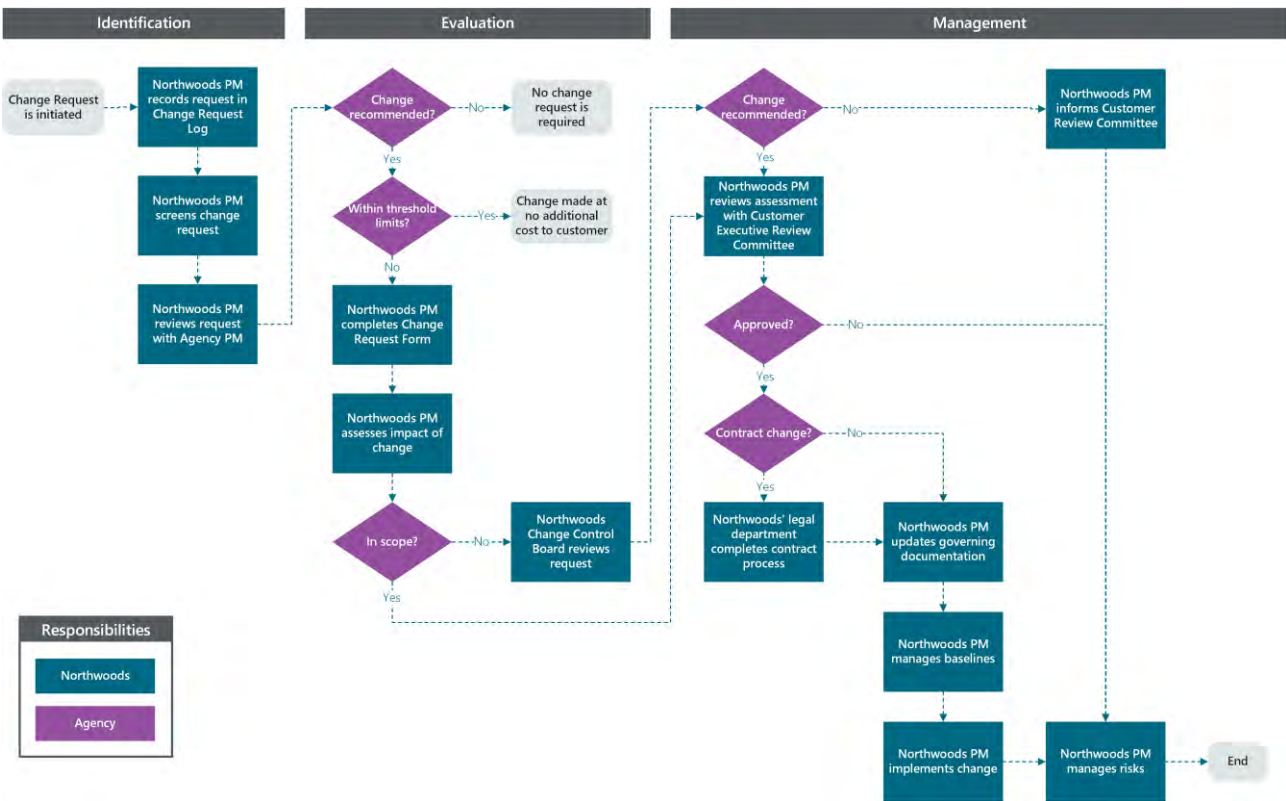 Identification
Evaluation
Management
Change Request
is initiated
Northwoods PM
records request in
Change Request
Log
Northwoods PM
screens change
request
Northwoods PM
reviews request
with Agency PM
Change
recommended?
No
No change
request is
required
Yes
Within threshold
limits?
Yes
Change made at
no additional
cost to customer
No
Northwoods PM
completes Change
Request Form
Northwoods PM
assesses impact of
change
In scope?
No
Northwoods
Change Control
Board reviews
request
Yes
Change
recommended?
No
Northwoods PM
informs Customer
Review Committee
Yes
Northwoods PM
reviews assessment
with Customer
Executive Review
Committee
Approved?
No
Yes
Contract change?
No
Yes
Northwoods' legal
department
completes contract
process
Northwoods PM
updates governing
documentation
Northwoods PM
manages baselines
Northwoods PM
implements change
Northwoods PM
manages risks
End
Responsibilities
Northwoods
Agency